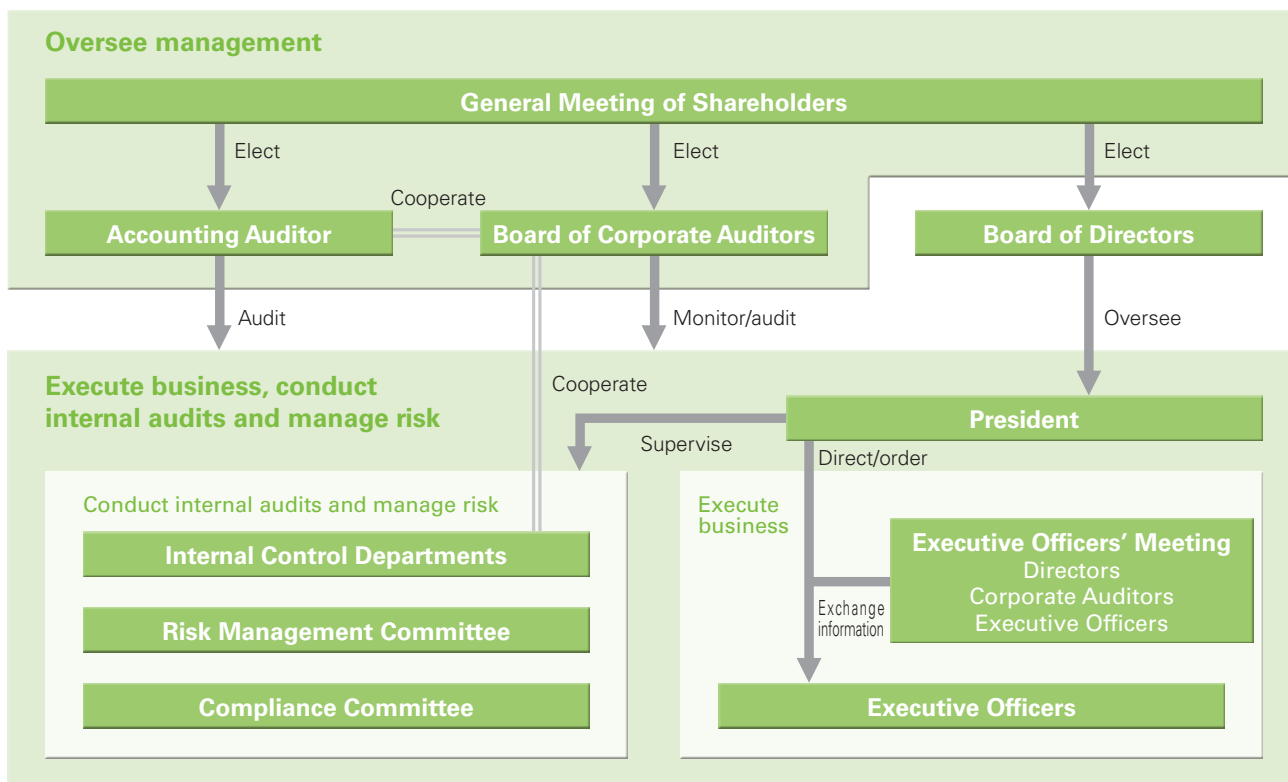 Oversee management
General Meeting of Shareholders
Elect
Elect
Elect
Cooperate
Accounting Auditor
Board of Corporate Auditors
Board of Directors
Audit
Monitor/audit
Oversee
Execute business, conduct
internal audits and manage risk
Cooperate
President
Supervise
Direct/order
Conduct internal audits and manage risk
Internal Control Departments
Risk Management Committee
Compliance Committee
Execute
business
Executive Officers’ Meeting
Directors
Corporate Auditors
Executive Officers
Exchange
information
Executive Officers